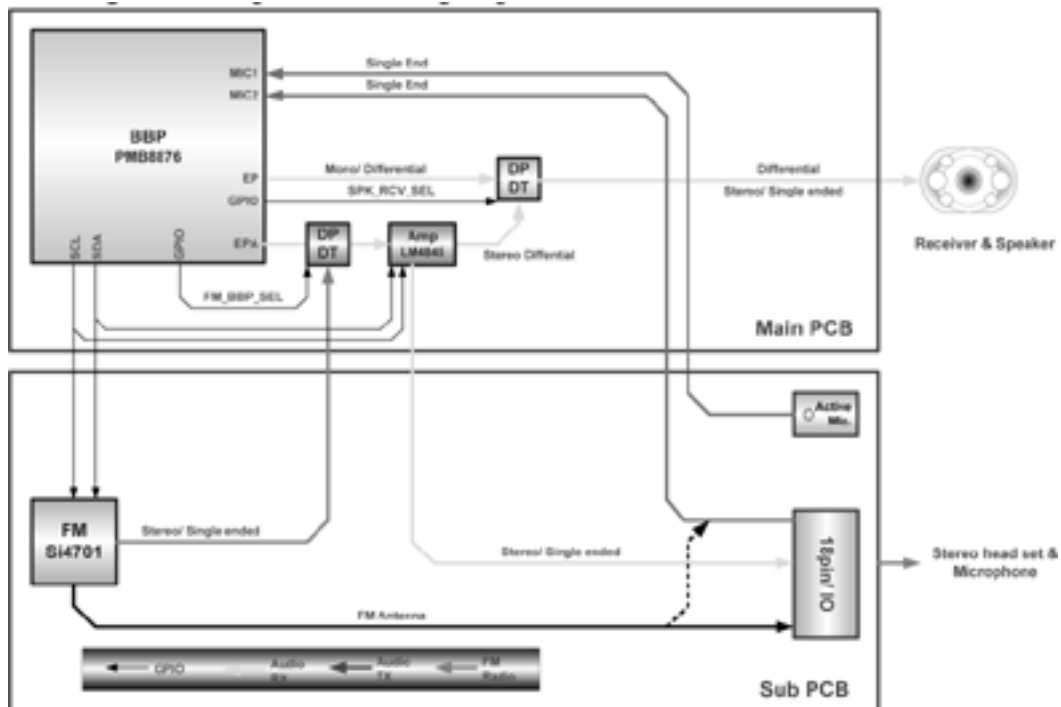 Single End
MIC1
Single End
MIC2
BBP
PMB8876
EP
Mono/ Differential
DP
DT
Differential
GPIO
SPK_RCV_SEL
Stereo/ Single ended
EPA
DP
DT
Amp
Stereo Diffential
Receiver & Speaker
SCL
SDA
GPIO
FM_BBP_SEL
Main PCB
Active
Mic.
FM
Si4701
Stereo/ Single ended
Stereo/ Single ended
18pin/ IO
Stereo head set &
Microphone
FM Antenna
GPIO
Audio
RX
Audio
TX
FM
Radio
Sub PCB